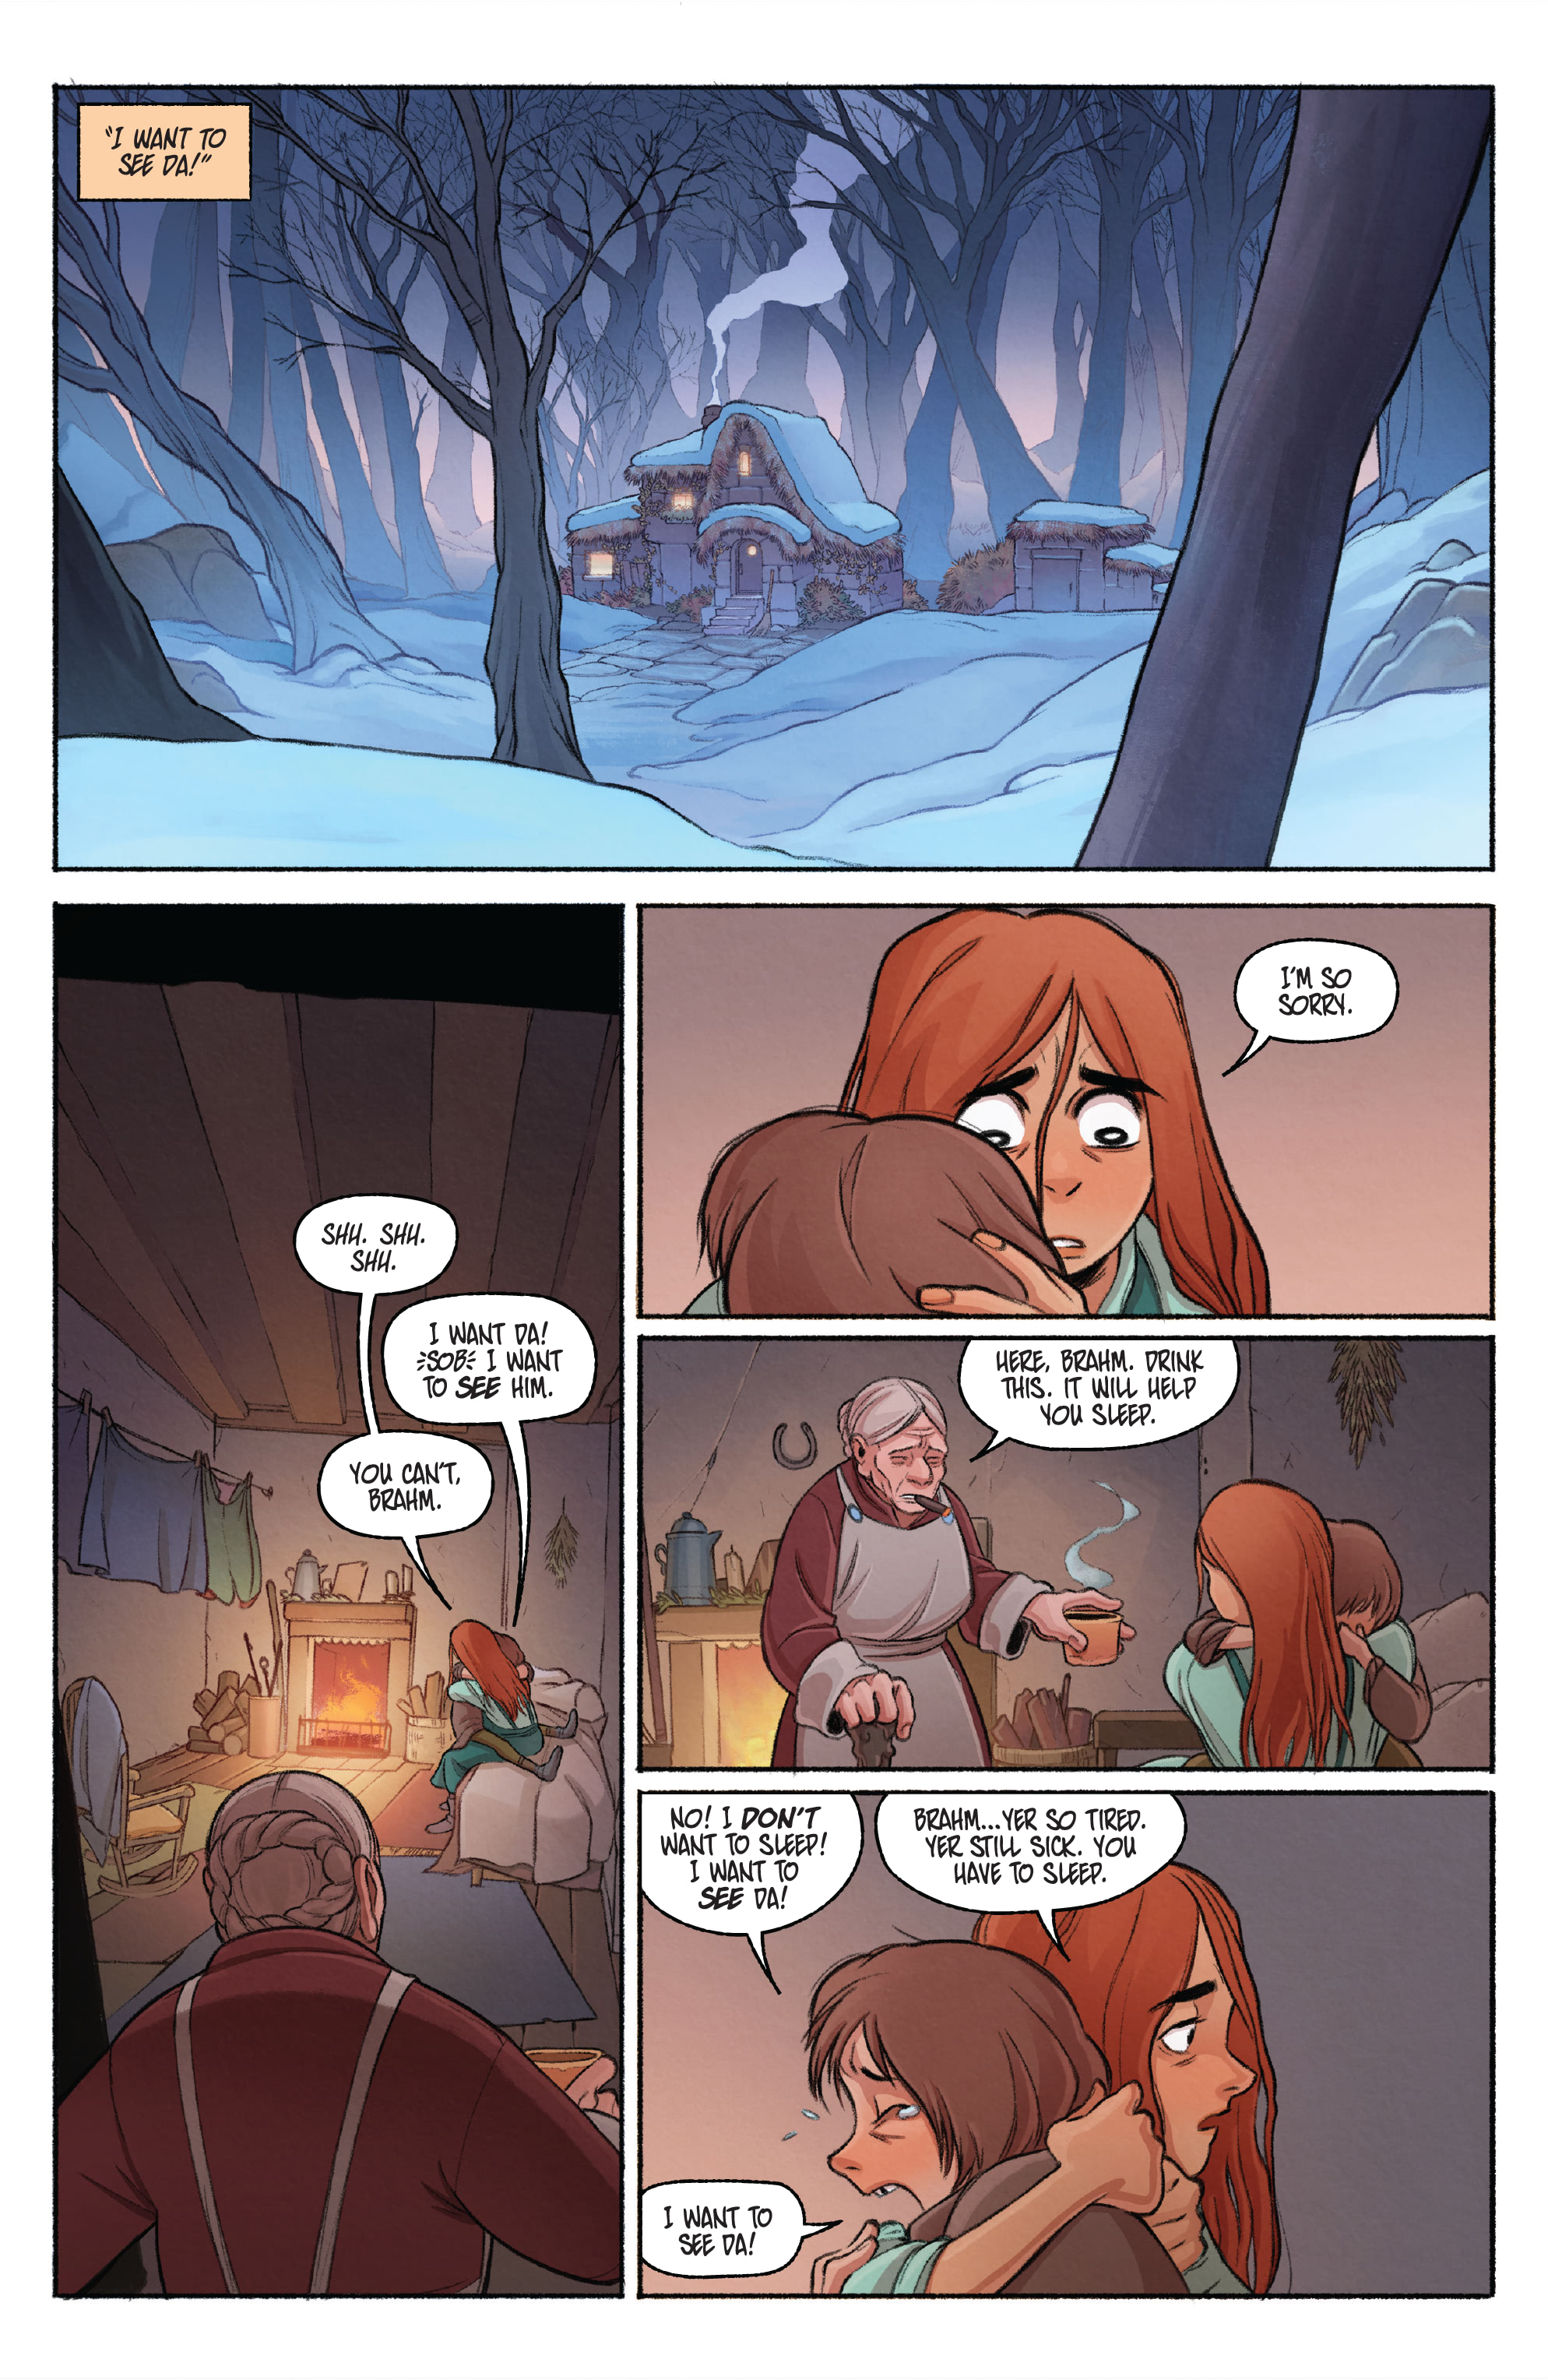 "I WANT TO
SEE DA!"
SHH. SHH.
SHH.
I WANT DA!
SOB I WANT
TO SEE HIM.
YOU CAN'T,
BRAHM.
I'M SO
SORRY.
HERE, BRAHM. DRINK
THIS. IT WILL HELP
YOU SLEEP.
NO! I DON'T
WANT TO SLEEP!
I WANT TO
SEE DA!
BRAHM...YER SO TIRED.
YER STILL SICK. YOU
HAVE TO SLEEP.
I WANT TO
SEE DA!